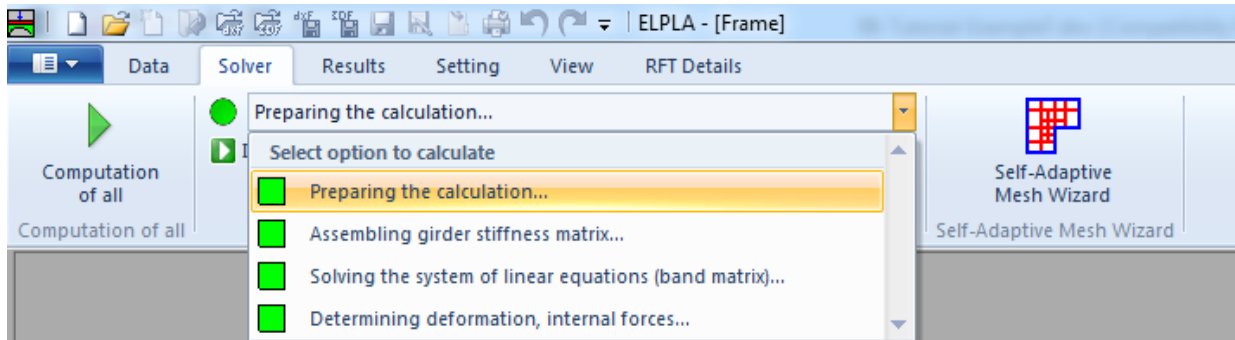 ELPLA - [Frame]
Data Solver Results Setting View RFT Details
Preparing the calculation...
Select option to calculate
Preparing the calculation...
Assembling girder stiffness matrix...
Solving the system of linear equations (band matrix)...
Determining deformation, internal forces...
Computation
of all
Computation of all
Self-Adaptive
Mesh Wizard
Self-Adaptive Mesh Wizard